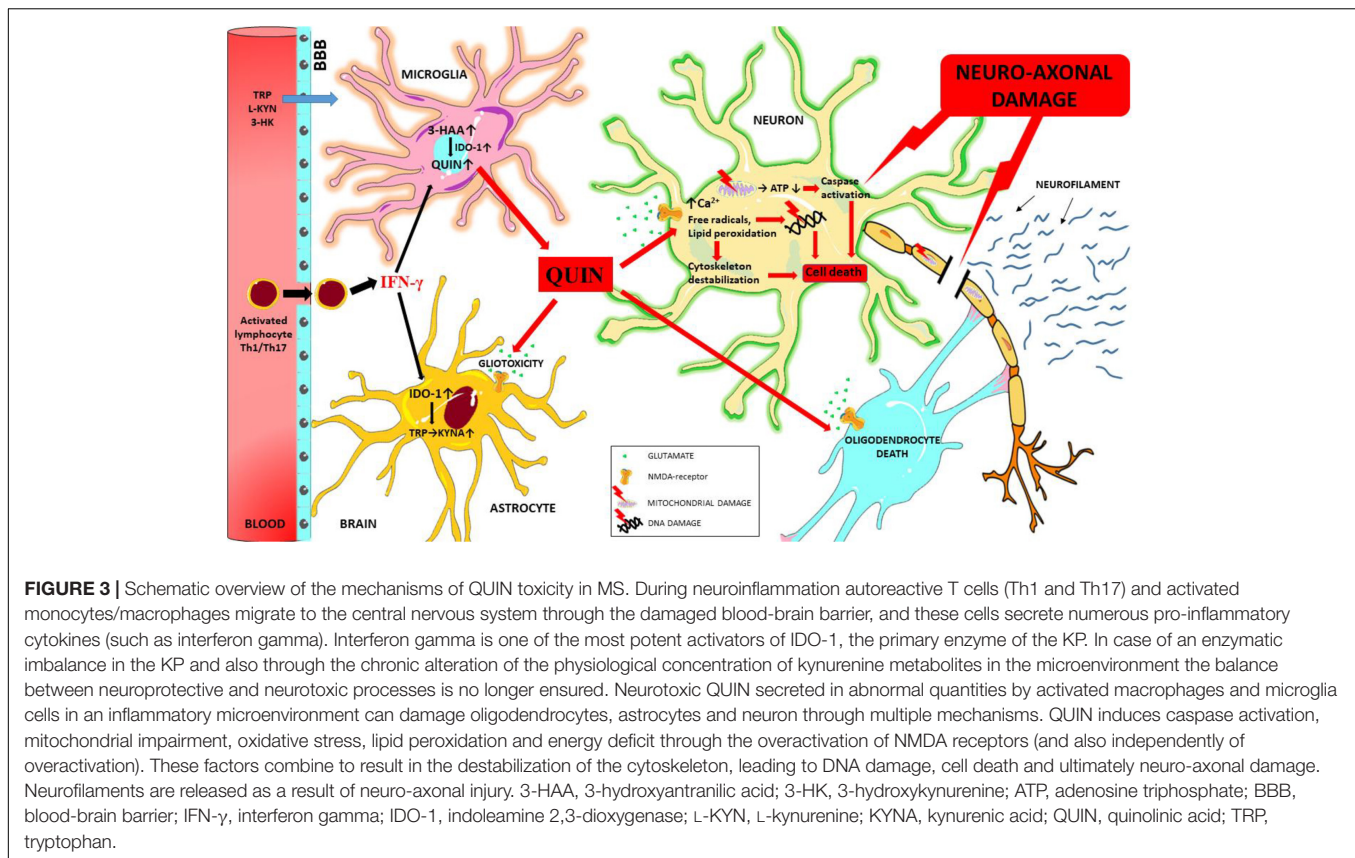 BBB
MICROGLIA
TRP
L-KYN
3-HK
3-HAA↑
IDO-1↑
QUIN↑
NEURO-AXONAL
DAMAGE
NEURON
→ ATP ↓ →
Caspase
activation
NEUROFILAMENT
↑Ca²⁺
Free radicals,
Lipid peroxidation
Cytoskeleton
destabilization
Cell death
QUIN
IFN-γ
Activated
lymphocyte
Th1/Th17
GLIOTOXICITY
IDO-1↑
TRP→KYNA↑
OLIGODENDROCYTE
DEATH
GLUTAMATE
NMDA-receptor
MITOCHONDRIAL DAMAGE
DNA DAMAGE
ASTROCYTE
BLOOD
BRAIN
FIGURE 3 | Schematic overview of the mechanisms of QUIN toxicity in MS. During neuroinflammation autoreactive T cells (Th1 and Th17) and activated
monocytes/macrophages migrate to the central nervous system through the damaged blood-brain barrier, and these cells secrete numerous pro-inflammatory
cytokines (such as interferon gamma). Interferon gamma is one of the most potent activators of IDO-1, the primary enzyme of the KP. In case of an enzymatic
imbalance in the KP and also through the chronic alteration of the physiological concentration of kynurenine metabolites in the microenvironment the balance
between neuroprotective and neurotoxic processes is no longer ensured. Neurotoxic QUIN secreted in abnormal quantities by activated macrophages and microglia
cells in an inflammatory microenvironment can damage oligodendrocytes, astrocytes and neuron through multiple mechanisms. QUIN induces caspase activation,
mitochondrial impairment, oxidative stress, lipid peroxidation and energy deficit through the overactivation of NMDA receptors (and also independently of
overactivation). These factors combine to result in the destabilization of the cytoskeleton, leading to DNA damage, cell death and ultimately neuro-axonal damage.
Neurofilaments are released as a result of neuro-axonal injury. 3-HAA, 3-hydroxyantranilic acid; 3-HK, 3-hydroxykynurenine; ATP, adenosine triphosphate; BBB,
blood-brain barrier; IFN-γ, interferon gamma; IDO-1, indoleamine 2,3-dioxygenase; L-KYN, L-kynurenine; KYNA, kynurenic acid; QUIN, quinolinic acid; TRP,
tryptophan.